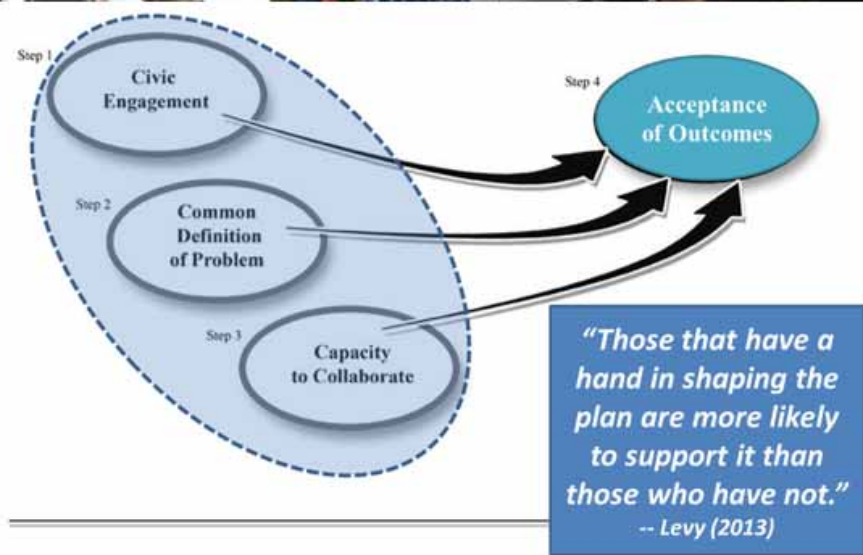 Step 1
Civic
Engagement
Step 2
Common
Definition
of Problem
Step 3
Capacity
to Collaborate
Step 4
Acceptance
of Outcomes
“Those that have a
hand in shaping the
plan are more likely
to support it than
those who have not.”
-- Levy (2013)